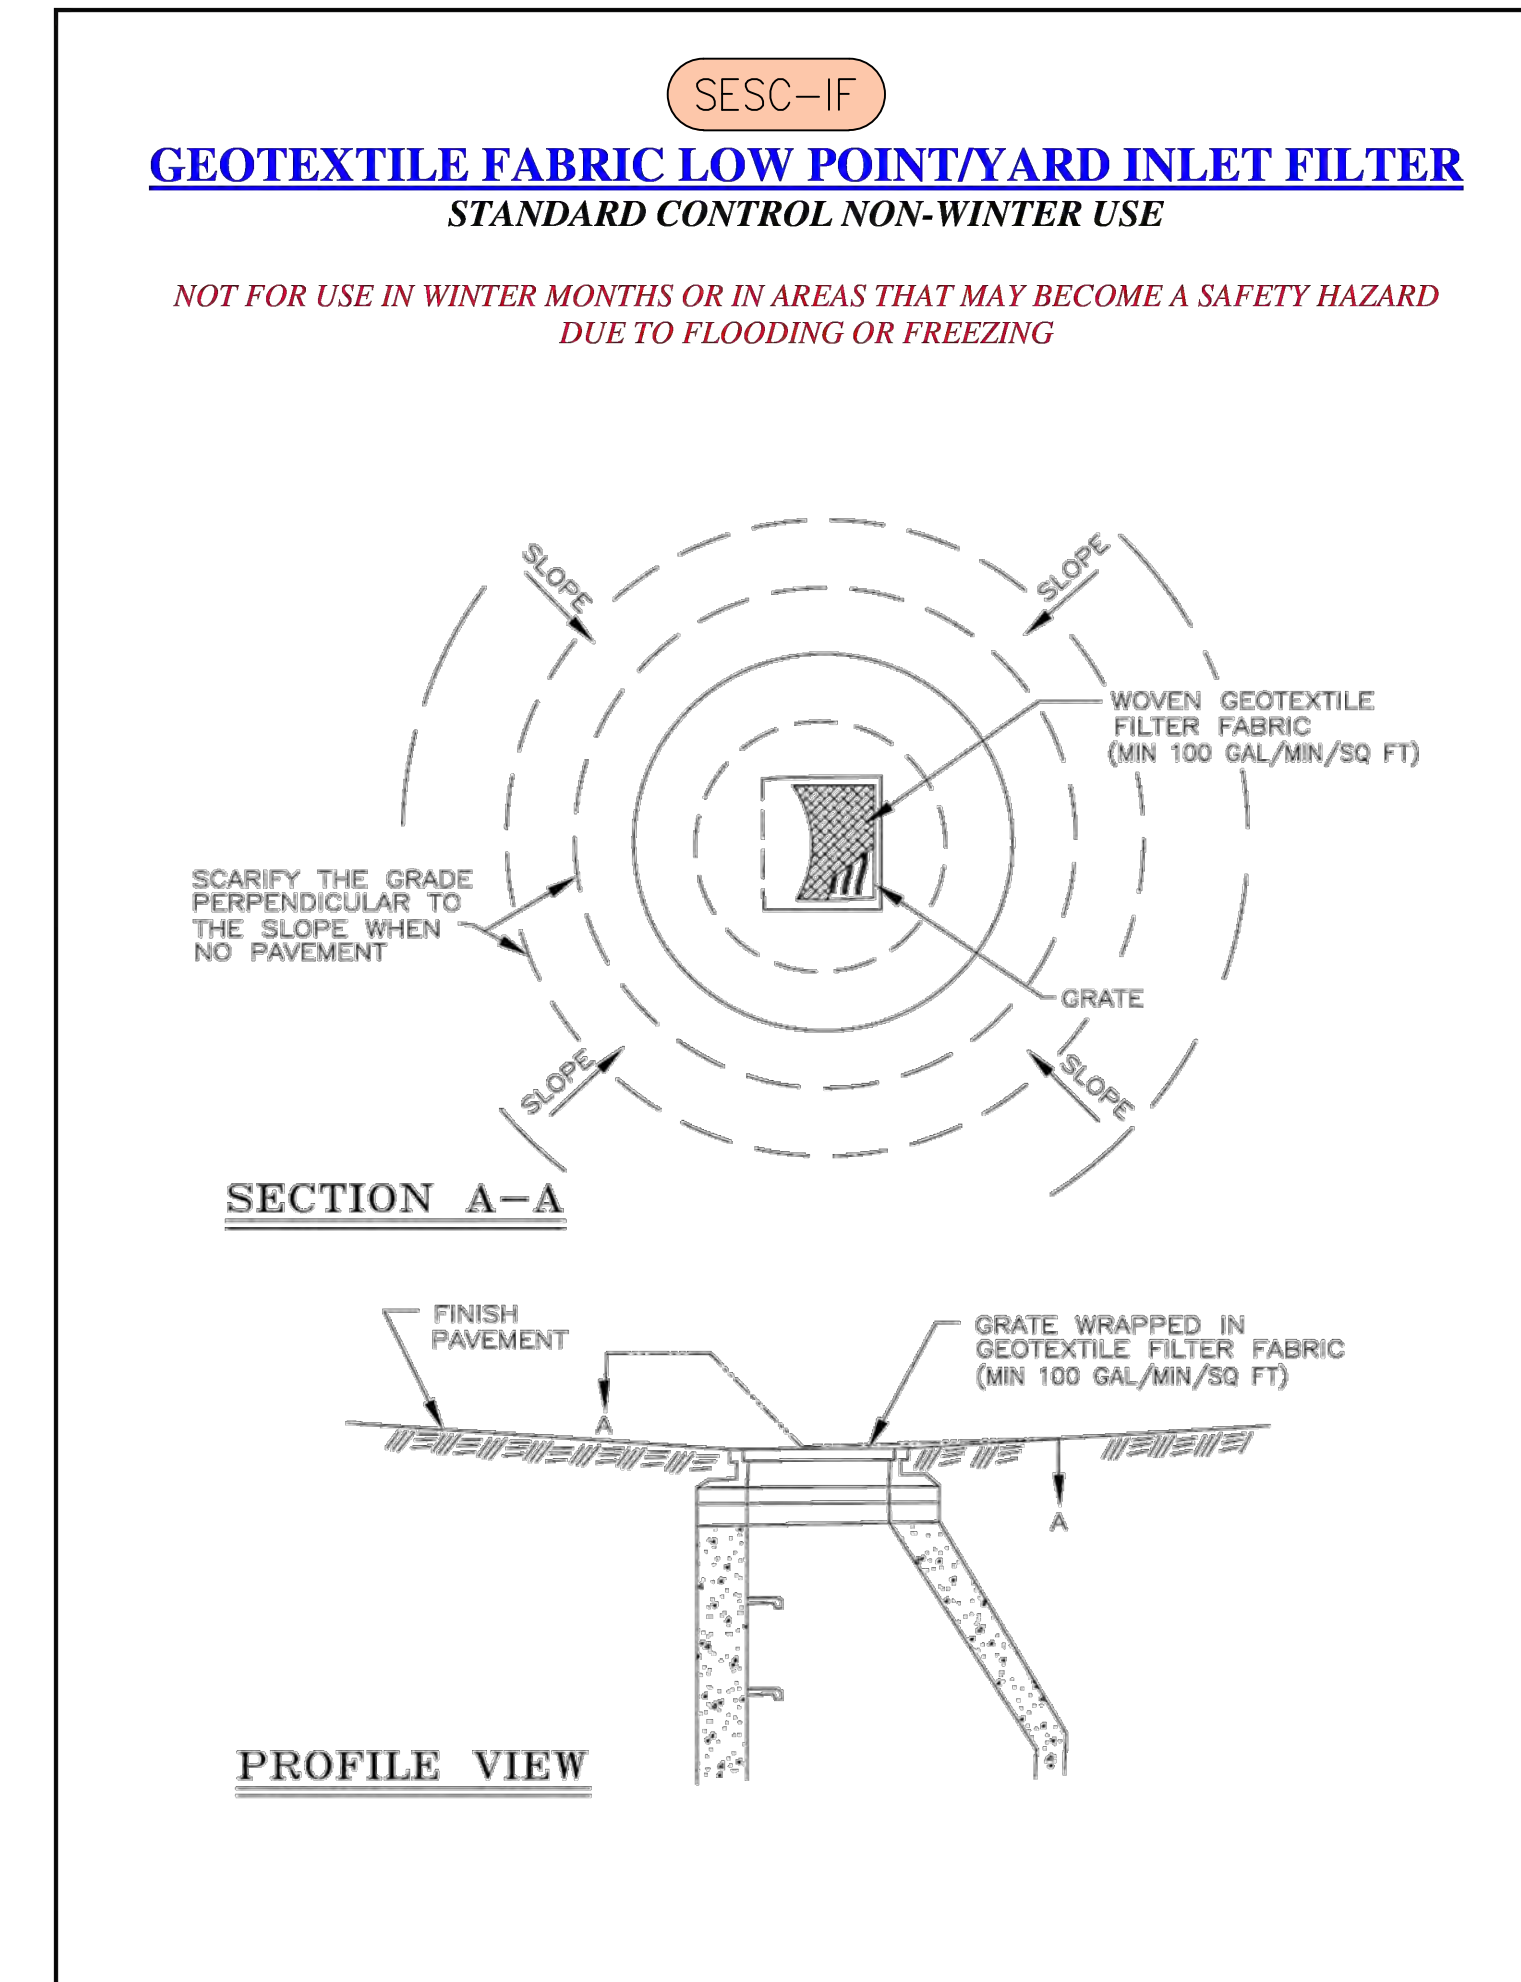 SESC-IF
GEOTEXTILE FABRIC LOW POINT/YARD INLET FILTER
STANDARD CONTROL NON-WINTER USE
NOT FOR USE IN WINTER MONTHS OR IN AREAS THAT MAY BECOME A SAFETY HAZARD
DUE TO FLOODING OR FREEZING
SLOPE
SLOPE
WOVEN GEOTEXTILE
FILTER FABRIC
(MIN 100 GAL/MIN/SQ FT)
SCARIFY THE GRADE
PERPENDICULAR TO
THE SLOPE WHEN
NO PAVEMENT
GRATE
SLOPE
SLOPE
SECTION A-A
FINISH
PAVEMENT
GRATE WRAPPED IN
GEOTEXTILE FILTER FABRIC
(MIN 100 GAL/MIN/SQ FT)
A
A
PROFILE VIEW